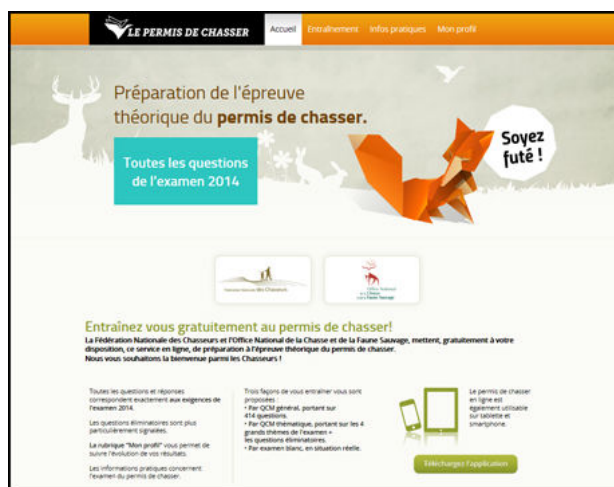 LE PERMIS DE CHASSER
Accueil
Entraînement
Infos pratiques
Mon profil
Préparation de l'épreuve
théorique du permis de chasser.
Toutes les questions
de l'examen 2014
Soyez
futé !
Entraînez vous gratuitement au permis de chasser!
La Fédération Nationale des Chasseurs et l'Office National de la Chasse et de la Faune Sauvage, mettent, gratuitement à votre
disposition, ce service en ligne, de préparation à l'épreuve théorique du permis de chasser.
Nous vous souhaitons la bienvenue parmi les Chasseurs !
Toutes les questions et réponses
correspondent exactement aux exigences de
l'examen 2014.
Les questions éliminatoires sont plus
particulièrement signalées.
La rubrique "Mon profil" vous permet de
suivre l'évolution de vos résultats.
Les informations pratiques concernent
l'examen du permis de chasser.
Trois façons de vous entraîner vous sont
proposées :
• Par QCM général, portant sur
414 questions.
• Par QCM thématique, portant sur les 4
grands thèmes de l'examen +
les questions éliminatoires.
• Par examen blanc, en situation réelle.
Le permis de chasser
en ligne est
également utilisable
sur tablette et
smartphone.
Téléchargez l'application